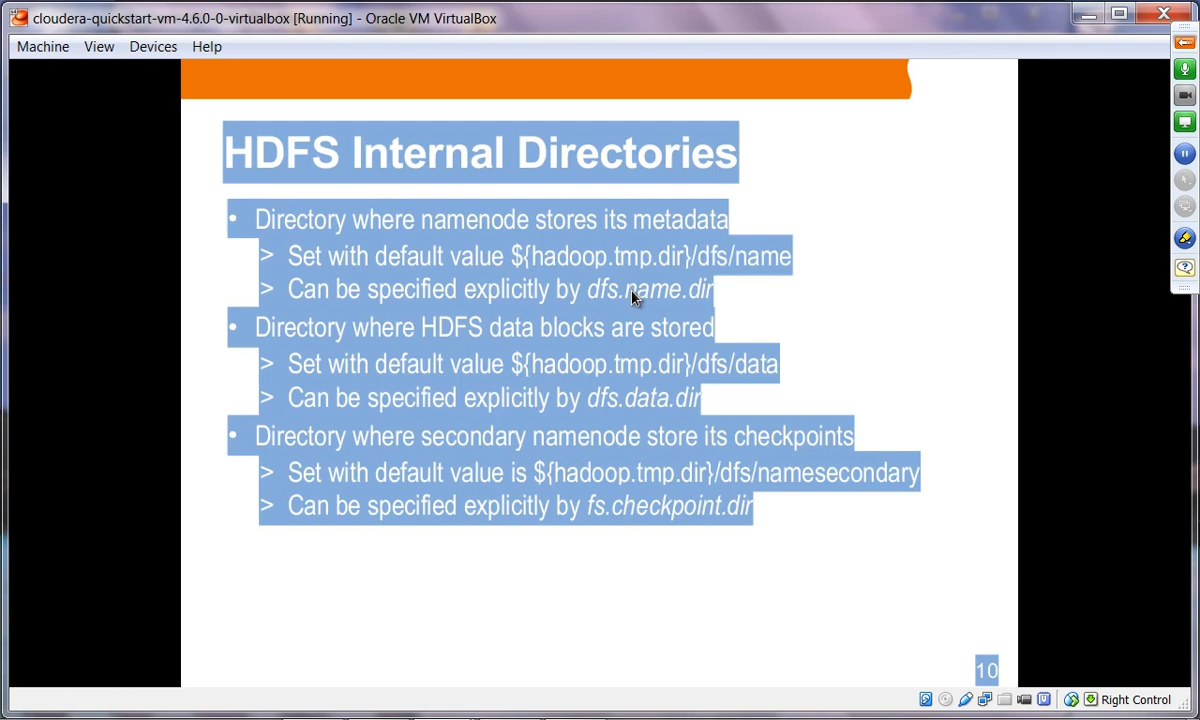 cloudera-quickstart-vm-4.6.0-0-virtualbox [Running] - Oracle VM VirtualBox
Machine View Devices Help
HDFS Internal Directories
• Directory where namenode stores its metadata
> Set with default value ${hadoop.tmp.dir}/dfs/name
> Can be specified explicitly by dfs.name.dir
• Directory where HDFS data blocks are stored
> Set with default value ${hadoop.tmp.dir}/dfs/data
> Can be specified explicitly by dfs.data.dir
• Directory where secondary namenode store its checkpoints
> Set with default value is ${hadoop.tmp.dir}/dfs/namesecondary
> Can be specified explicitly by fs.checkpoint.dir
10
Right Control